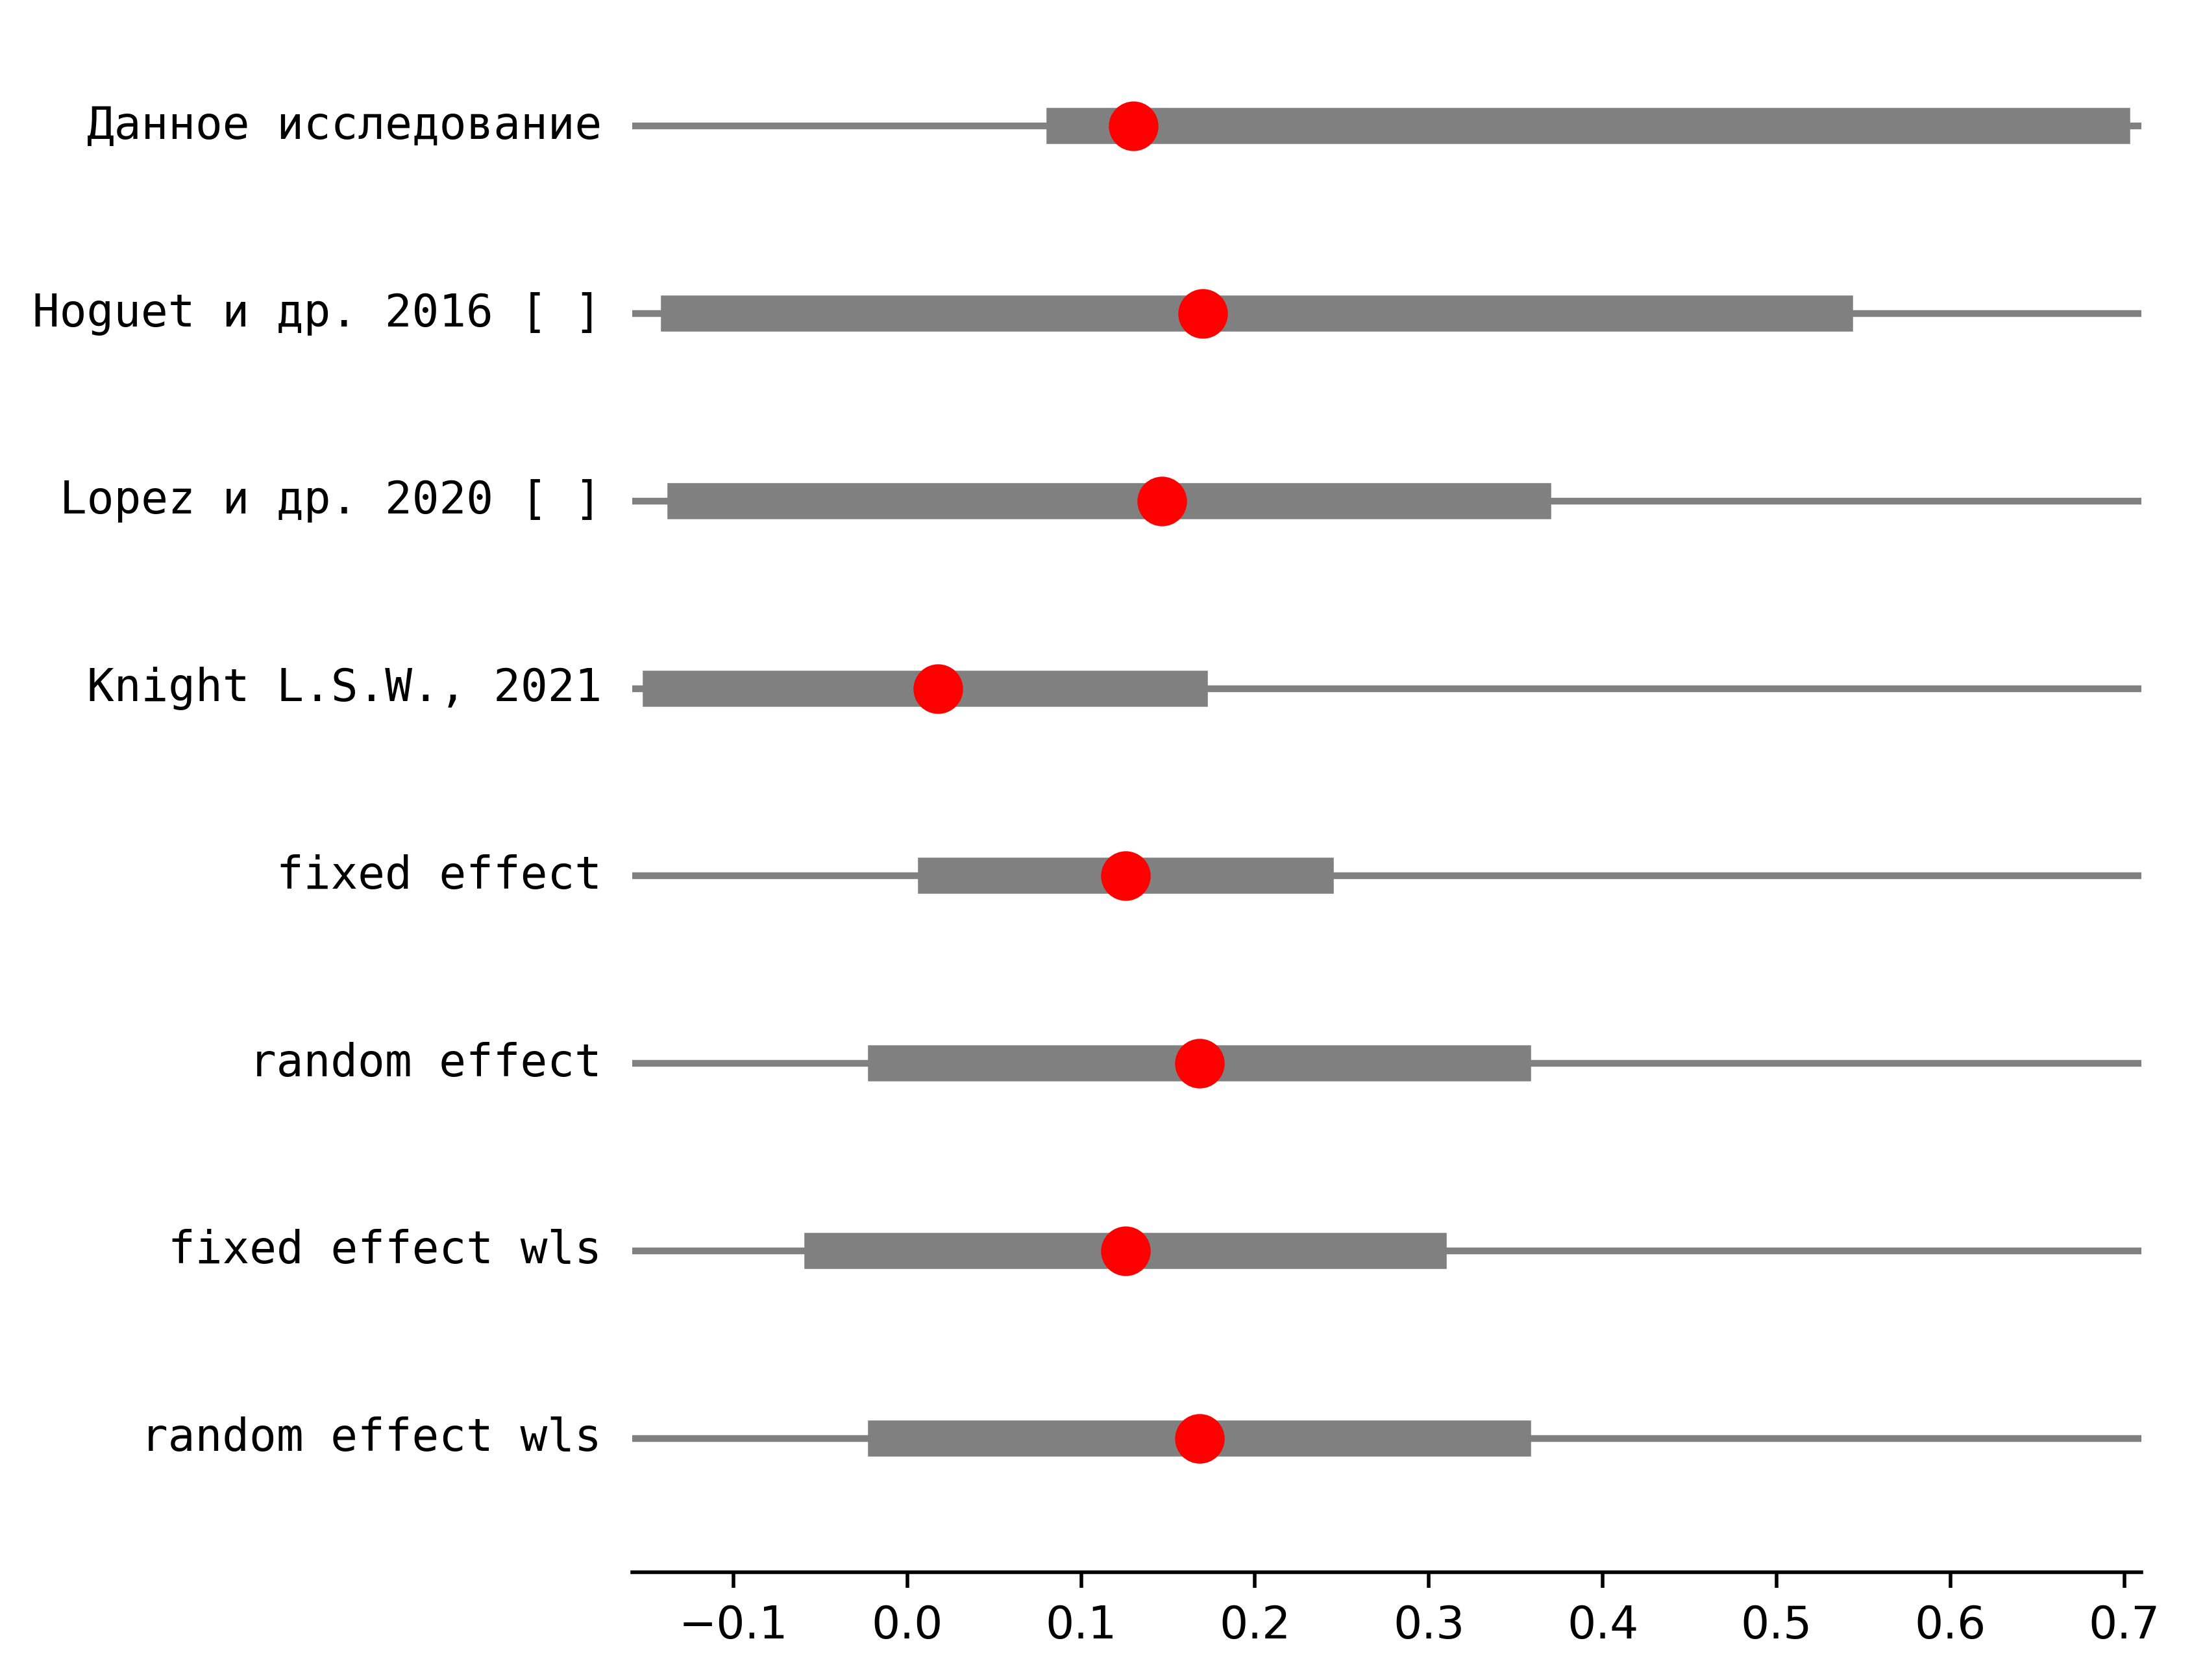 Данное исследование
Hoguet и др. 2016 [ ]
Lopez и др. 2020 [ ]
Knight L.S.W., 2021
fixed effect
random effect
fixed effect wls
random effect wls
−0.1 0.0 0.1 0.2 0.3 0.4 0.5 0.6 0.7